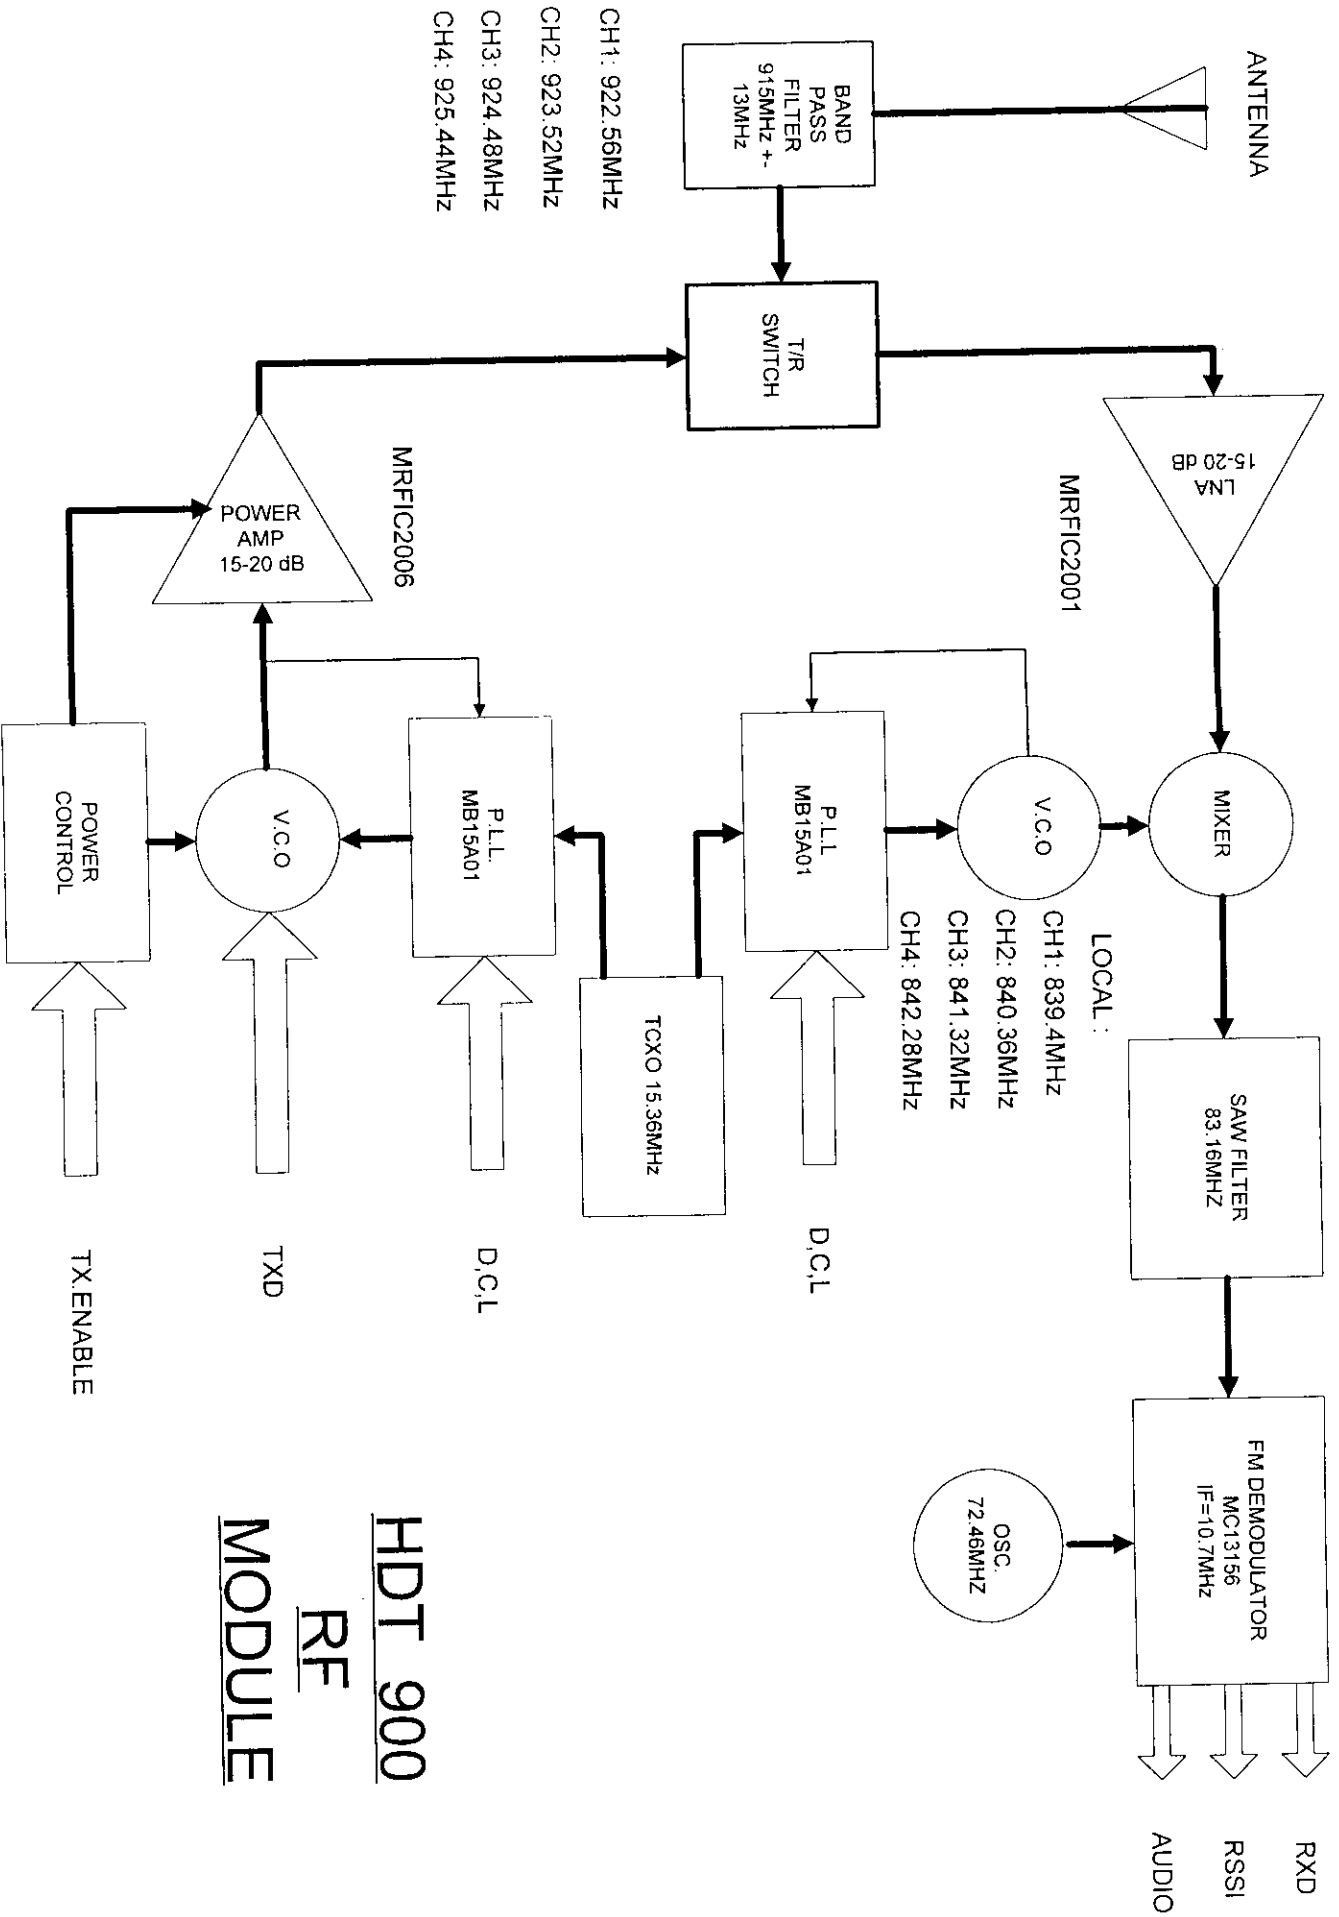 ANTENNA
BAND
PASS
FILTER
915MHz +-
13MHz
T/R
SWITCH
LNA
15-20 dB
MRFIC2001
MIXER
SAW FILTER
83.16MHZ
FM DEMODULATOR
MC13156
IF=10.7MHz
RXD
RSSI
AUDIO
OSC.
72.46MHZ
V.C.O
LOCAL :
CH1: 839.4MHz
CH2: 840.36MHz
CH3: 841.32MHz
CH4: 842.28MHz
P.L.L
MB15A01
D,C,L
TCXO 15.36MHz
CH1: 922.56MHz
CH2: 923.52MHz
CH3: 924.48MHz
CH4: 925.44MHz
MRFIC2006
POWER
AMP
15-20 dB
P.L.L.
MB15A01
D,C,L
V.C.O
TXD
POWER
CONTROL
TX.ENABLE
HDT 900
RF
MODULE